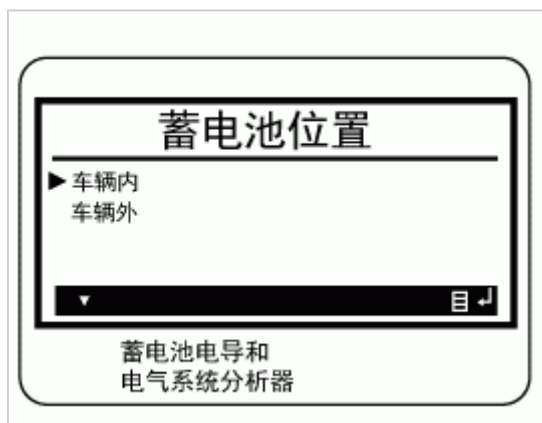 蓄电池位置
车辆内
车辆外
蓄电池电导和
电气系统分析器